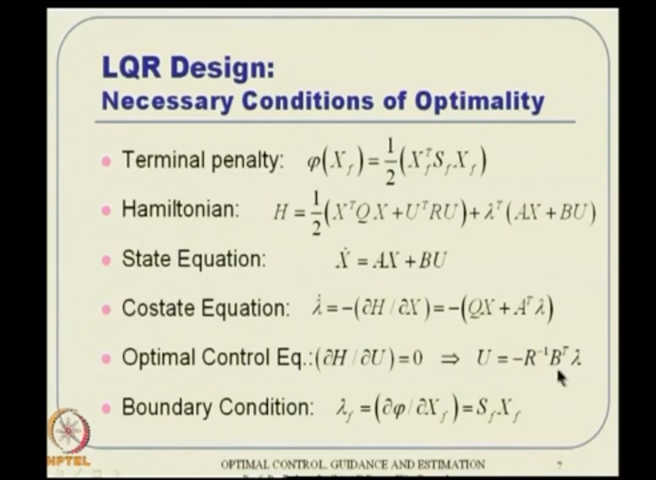 LQR Design:
Necessary Conditions of Optimality
• Terminal penalty: φ(X_f) = 1/2 (X_f^T S_f X_f)
• Hamiltonian: H = 1/2 (X^T Q X + U^T R U) + λ^T (AX + BU)
• State Equation: Ẋ = AX + BU
• Costate Equation: λ̇ = −(∂H / ∂X) = −(QX + A^T λ)
• Optimal Control Eq.: (∂H / ∂U) = 0 ⇒ U = −R^{-1} B^T λ
• Boundary Condition: λ_f = (∂φ / ∂X_f) = S_f X_f
NPTEL
OPTIMAL CONTROL, GUIDANCE AND ESTIMATION 7